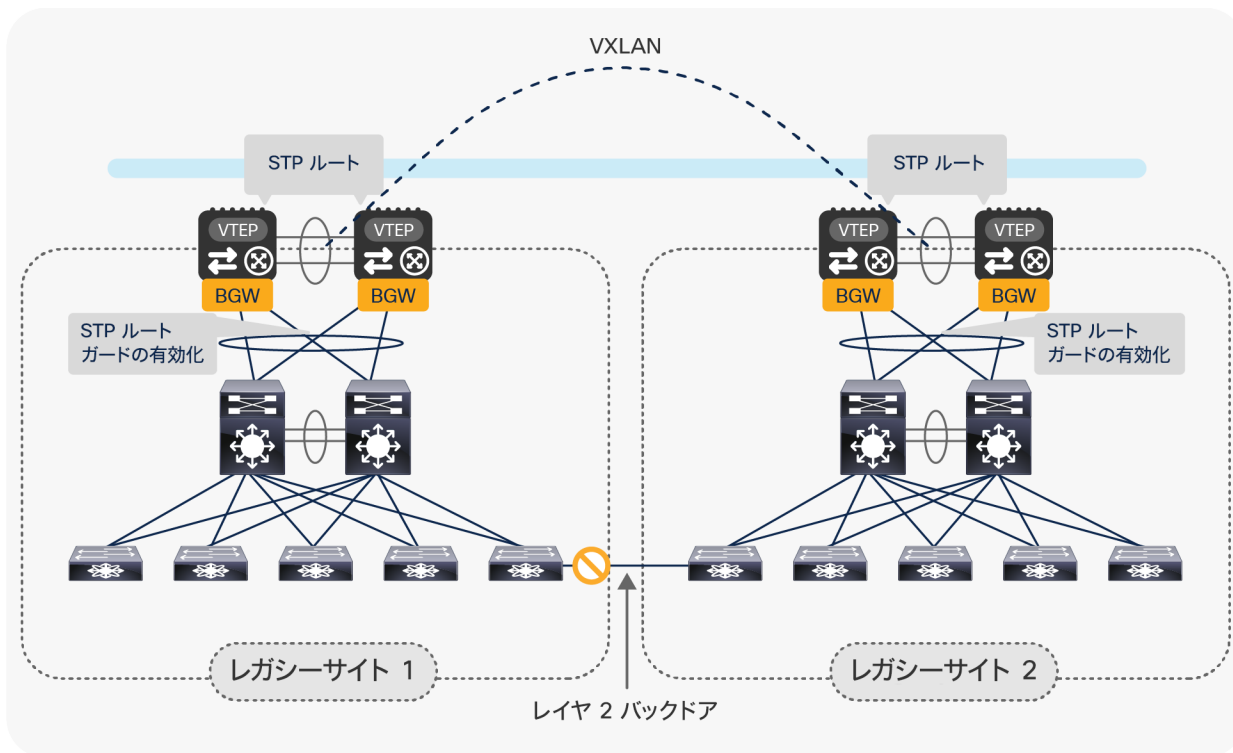 VXLAN
STP ルート
STP ルート
VTEP
VTEP
VTEP
VTEP
BGW
BGW
BGW
BGW
STP ルート
ガードの有効化
STP ルート
ガードの有効化
レガシーサイト 1
レガシーサイト 2
レイヤ 2 バックドア